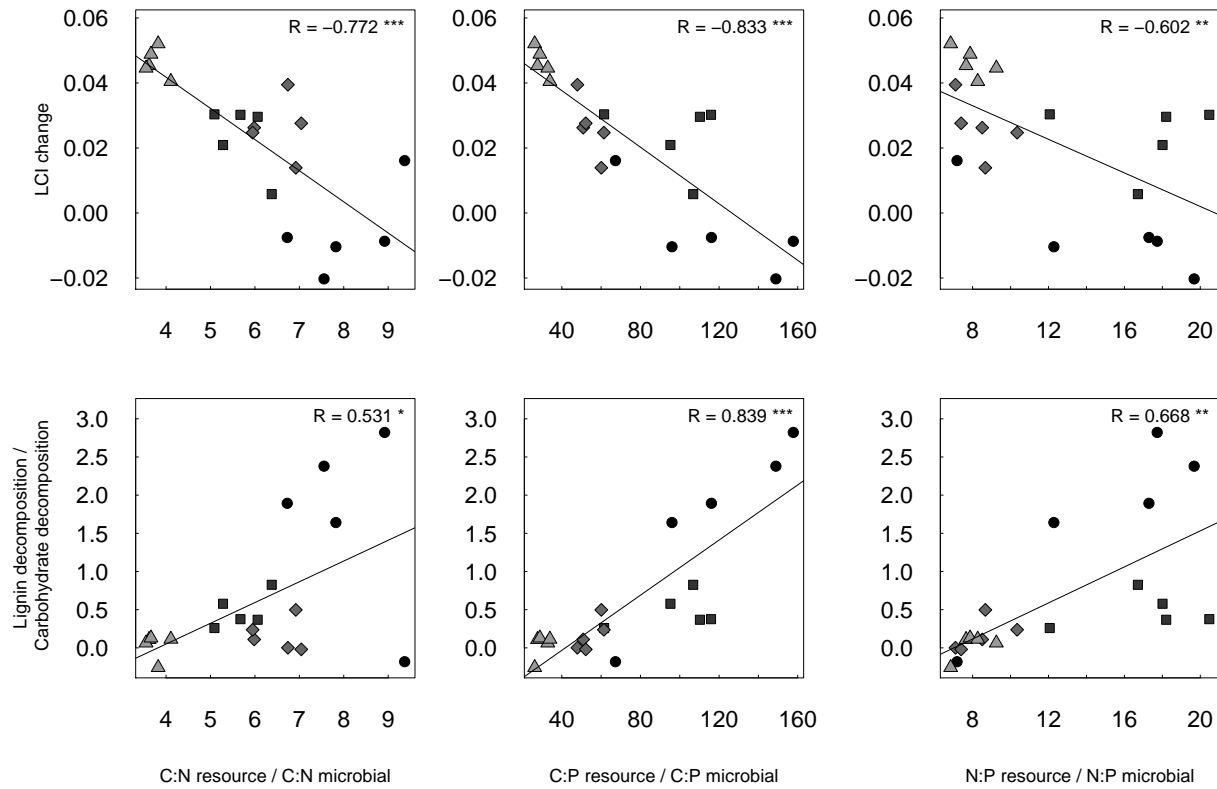 R = −0.772 ***
R = −0.833 ***
R = −0.602 **
LCI change
0.06
0.04
0.02
0.00
−0.02
4 5 6 7 8 9
0.06
0.04
0.02
0.00
−0.02
40 80 120 160
0.06
0.04
0.02
0.00
−0.02
8 12 16 20
R = 0.531 *
R = 0.839 ***
R = 0.668 **
Lignin decomposition /
Carbohydrate decomposition
3.0
2.5
2.0
1.5
1.0
0.5
0.0
4 5 6 7 8 9
3.0
2.5
2.0
1.5
1.0
0.5
0.0
40 80 120 160
3.0
2.5
2.0
1.5
1.0
0.5
0.0
8 12 16 20
C:N resource / C:N microbial
C:P resource / C:P microbial
N:P resource / N:P microbial